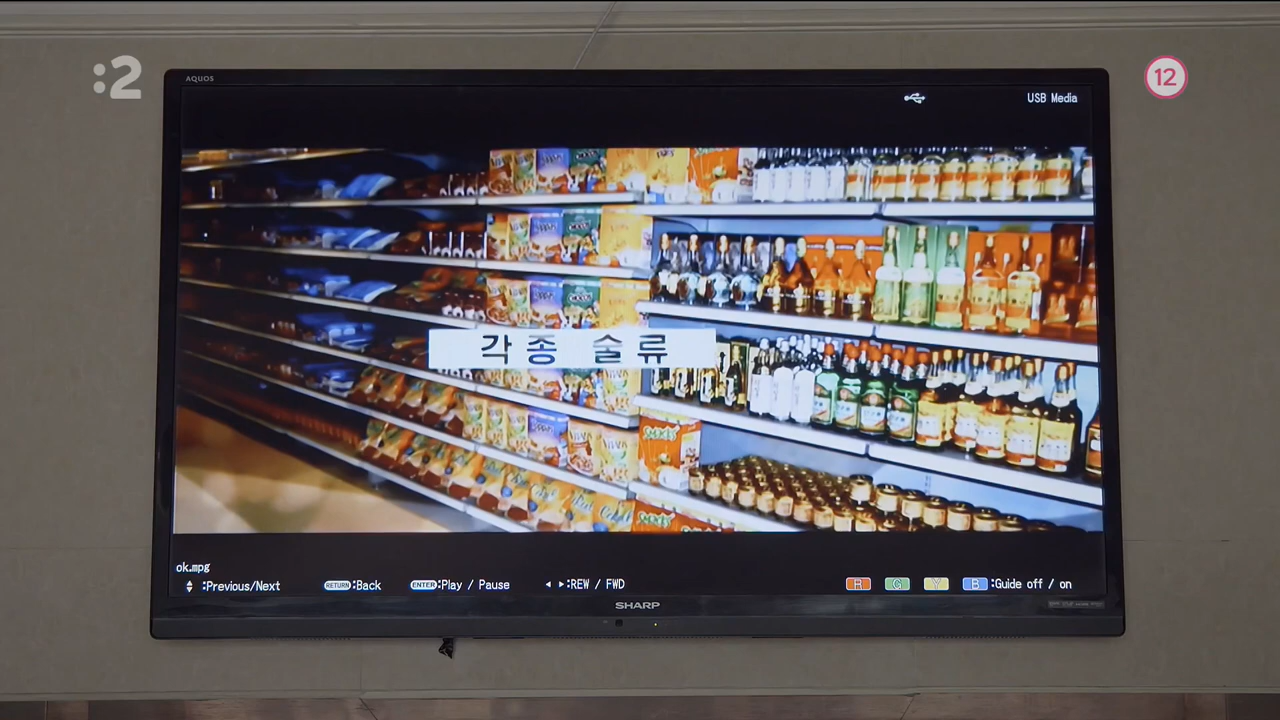 :2
12
AQUOS
USB Media
각종 술류
ok.mpg
:Previous/Next RETURN:Back ENTER:Play / Pause ◄ ►:REW / FWD R G Y B :Guide off / on
SHARP